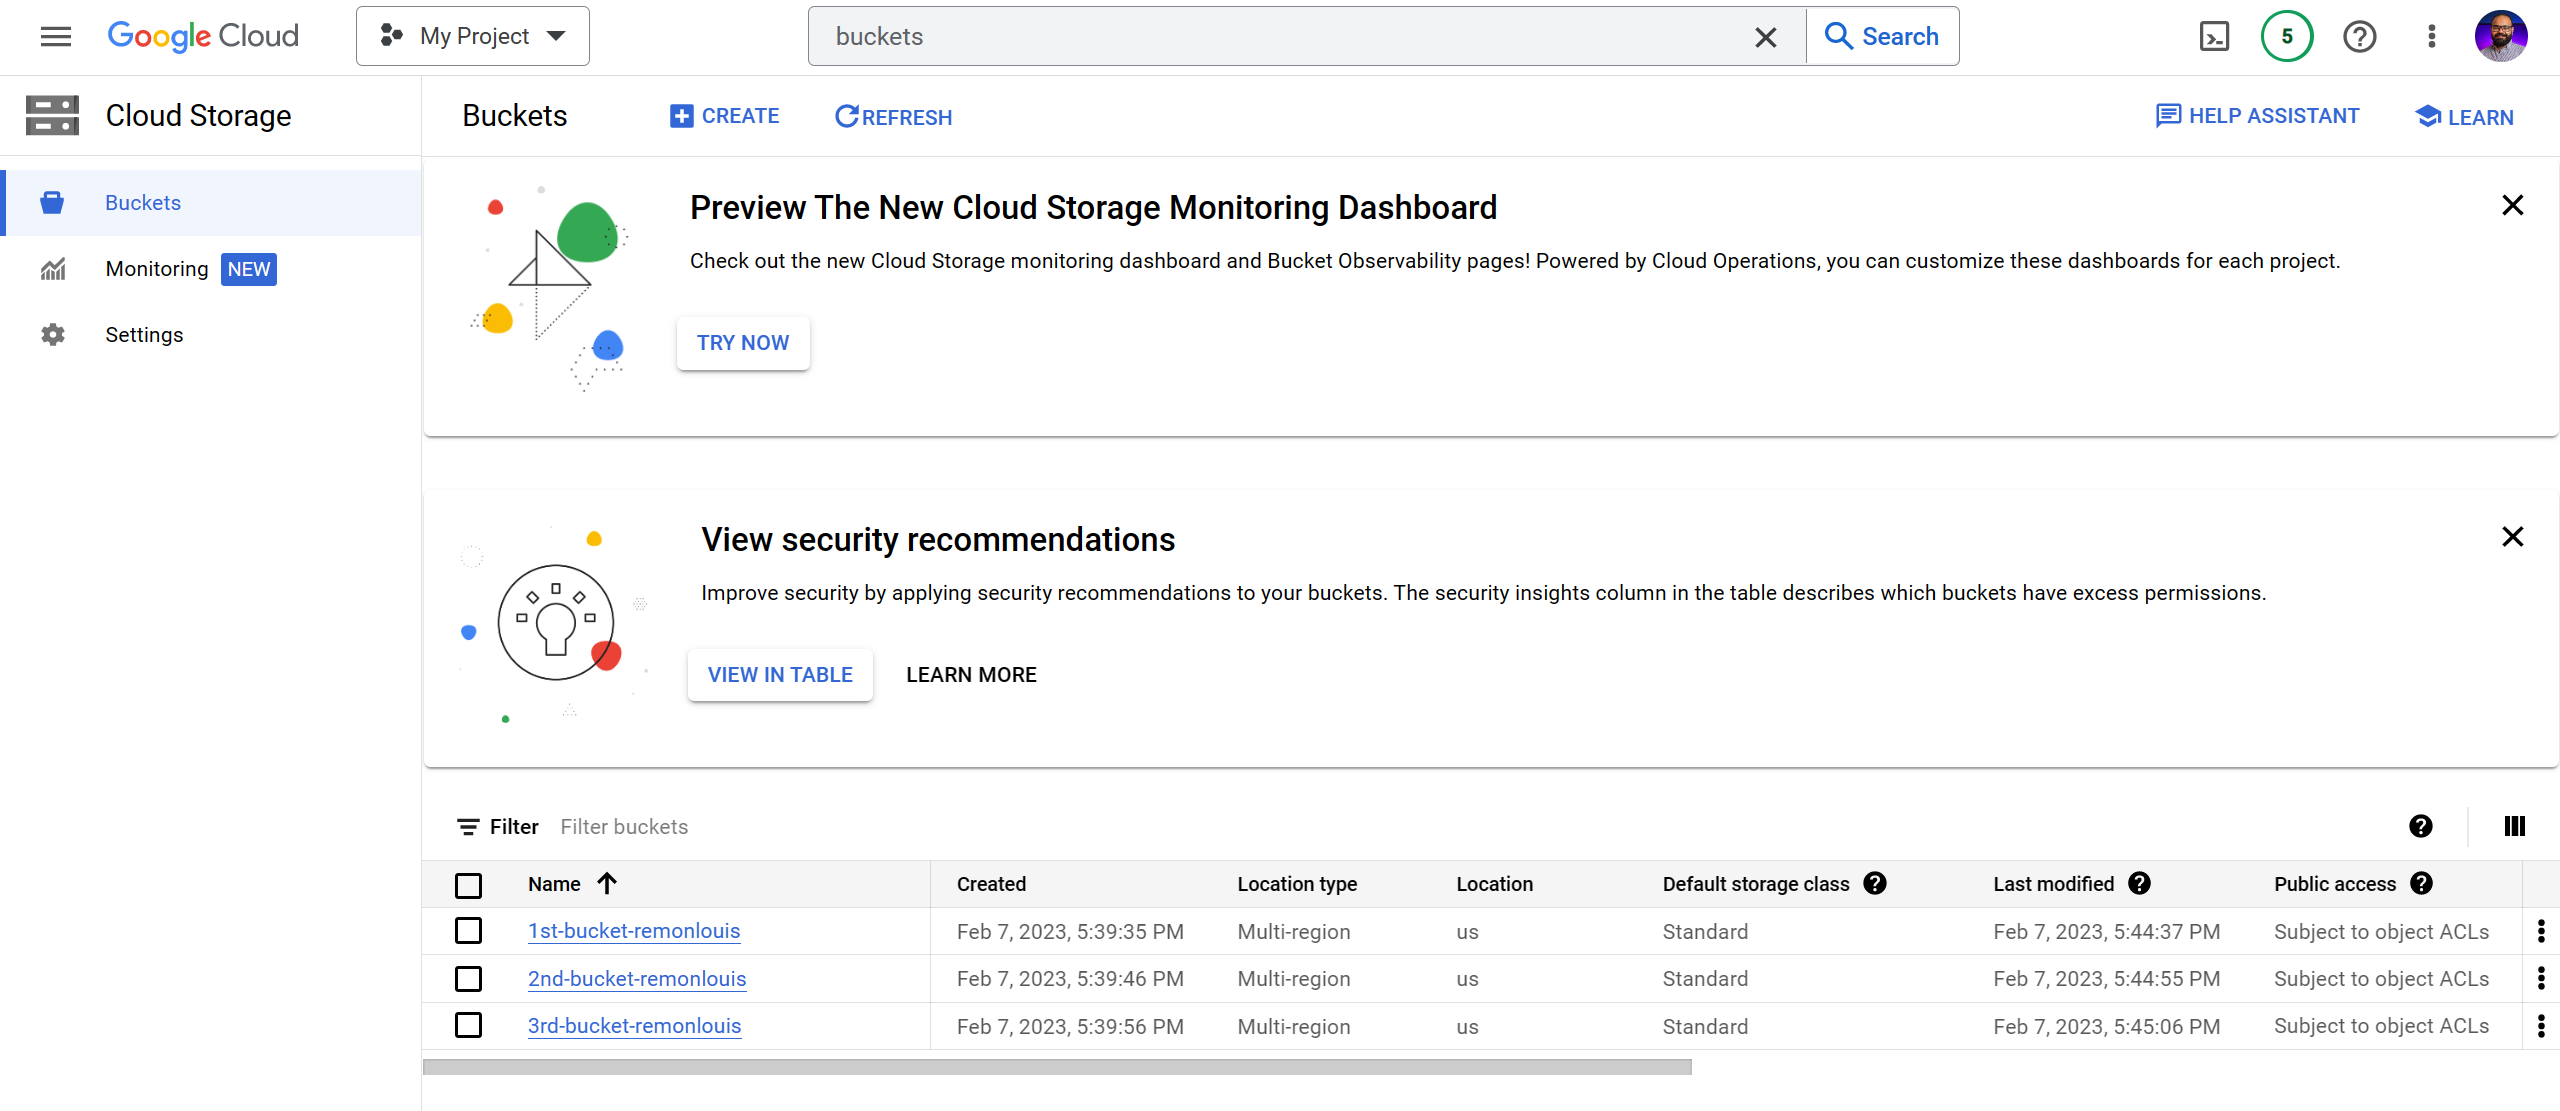 Google Cloud
My Project
buckets
Search
5
Cloud Storage
Buckets
CREATE
REFRESH
HELP ASSISTANT
LEARN
Buckets
Monitoring NEW
Settings
Preview The New Cloud Storage Monitoring Dashboard
Check out the new Cloud Storage monitoring dashboard and Bucket Observability pages! Powered by Cloud Operations, you can customize these dashboards for each project.
TRY NOW
View security recommendations
Improve security by applying security recommendations to your buckets. The security insights column in the table describes which buckets have excess permissions.
VIEW IN TABLE LEARN MORE
Filter Filter buckets
Name Created Location type Location Default storage class Last modified Public access
1st-bucket-remonlouis Feb 7, 2023, 5:39:35 PM Multi-region us Standard Feb 7, 2023, 5:44:37 PM Subject to object ACLs
2nd-bucket-remonlouis Feb 7, 2023, 5:39:46 PM Multi-region us Standard Feb 7, 2023, 5:44:55 PM Subject to object ACLs
3rd-bucket-remonlouis Feb 7, 2023, 5:39:56 PM Multi-region us Standard Feb 7, 2023, 5:45:06 PM Subject to object ACLs